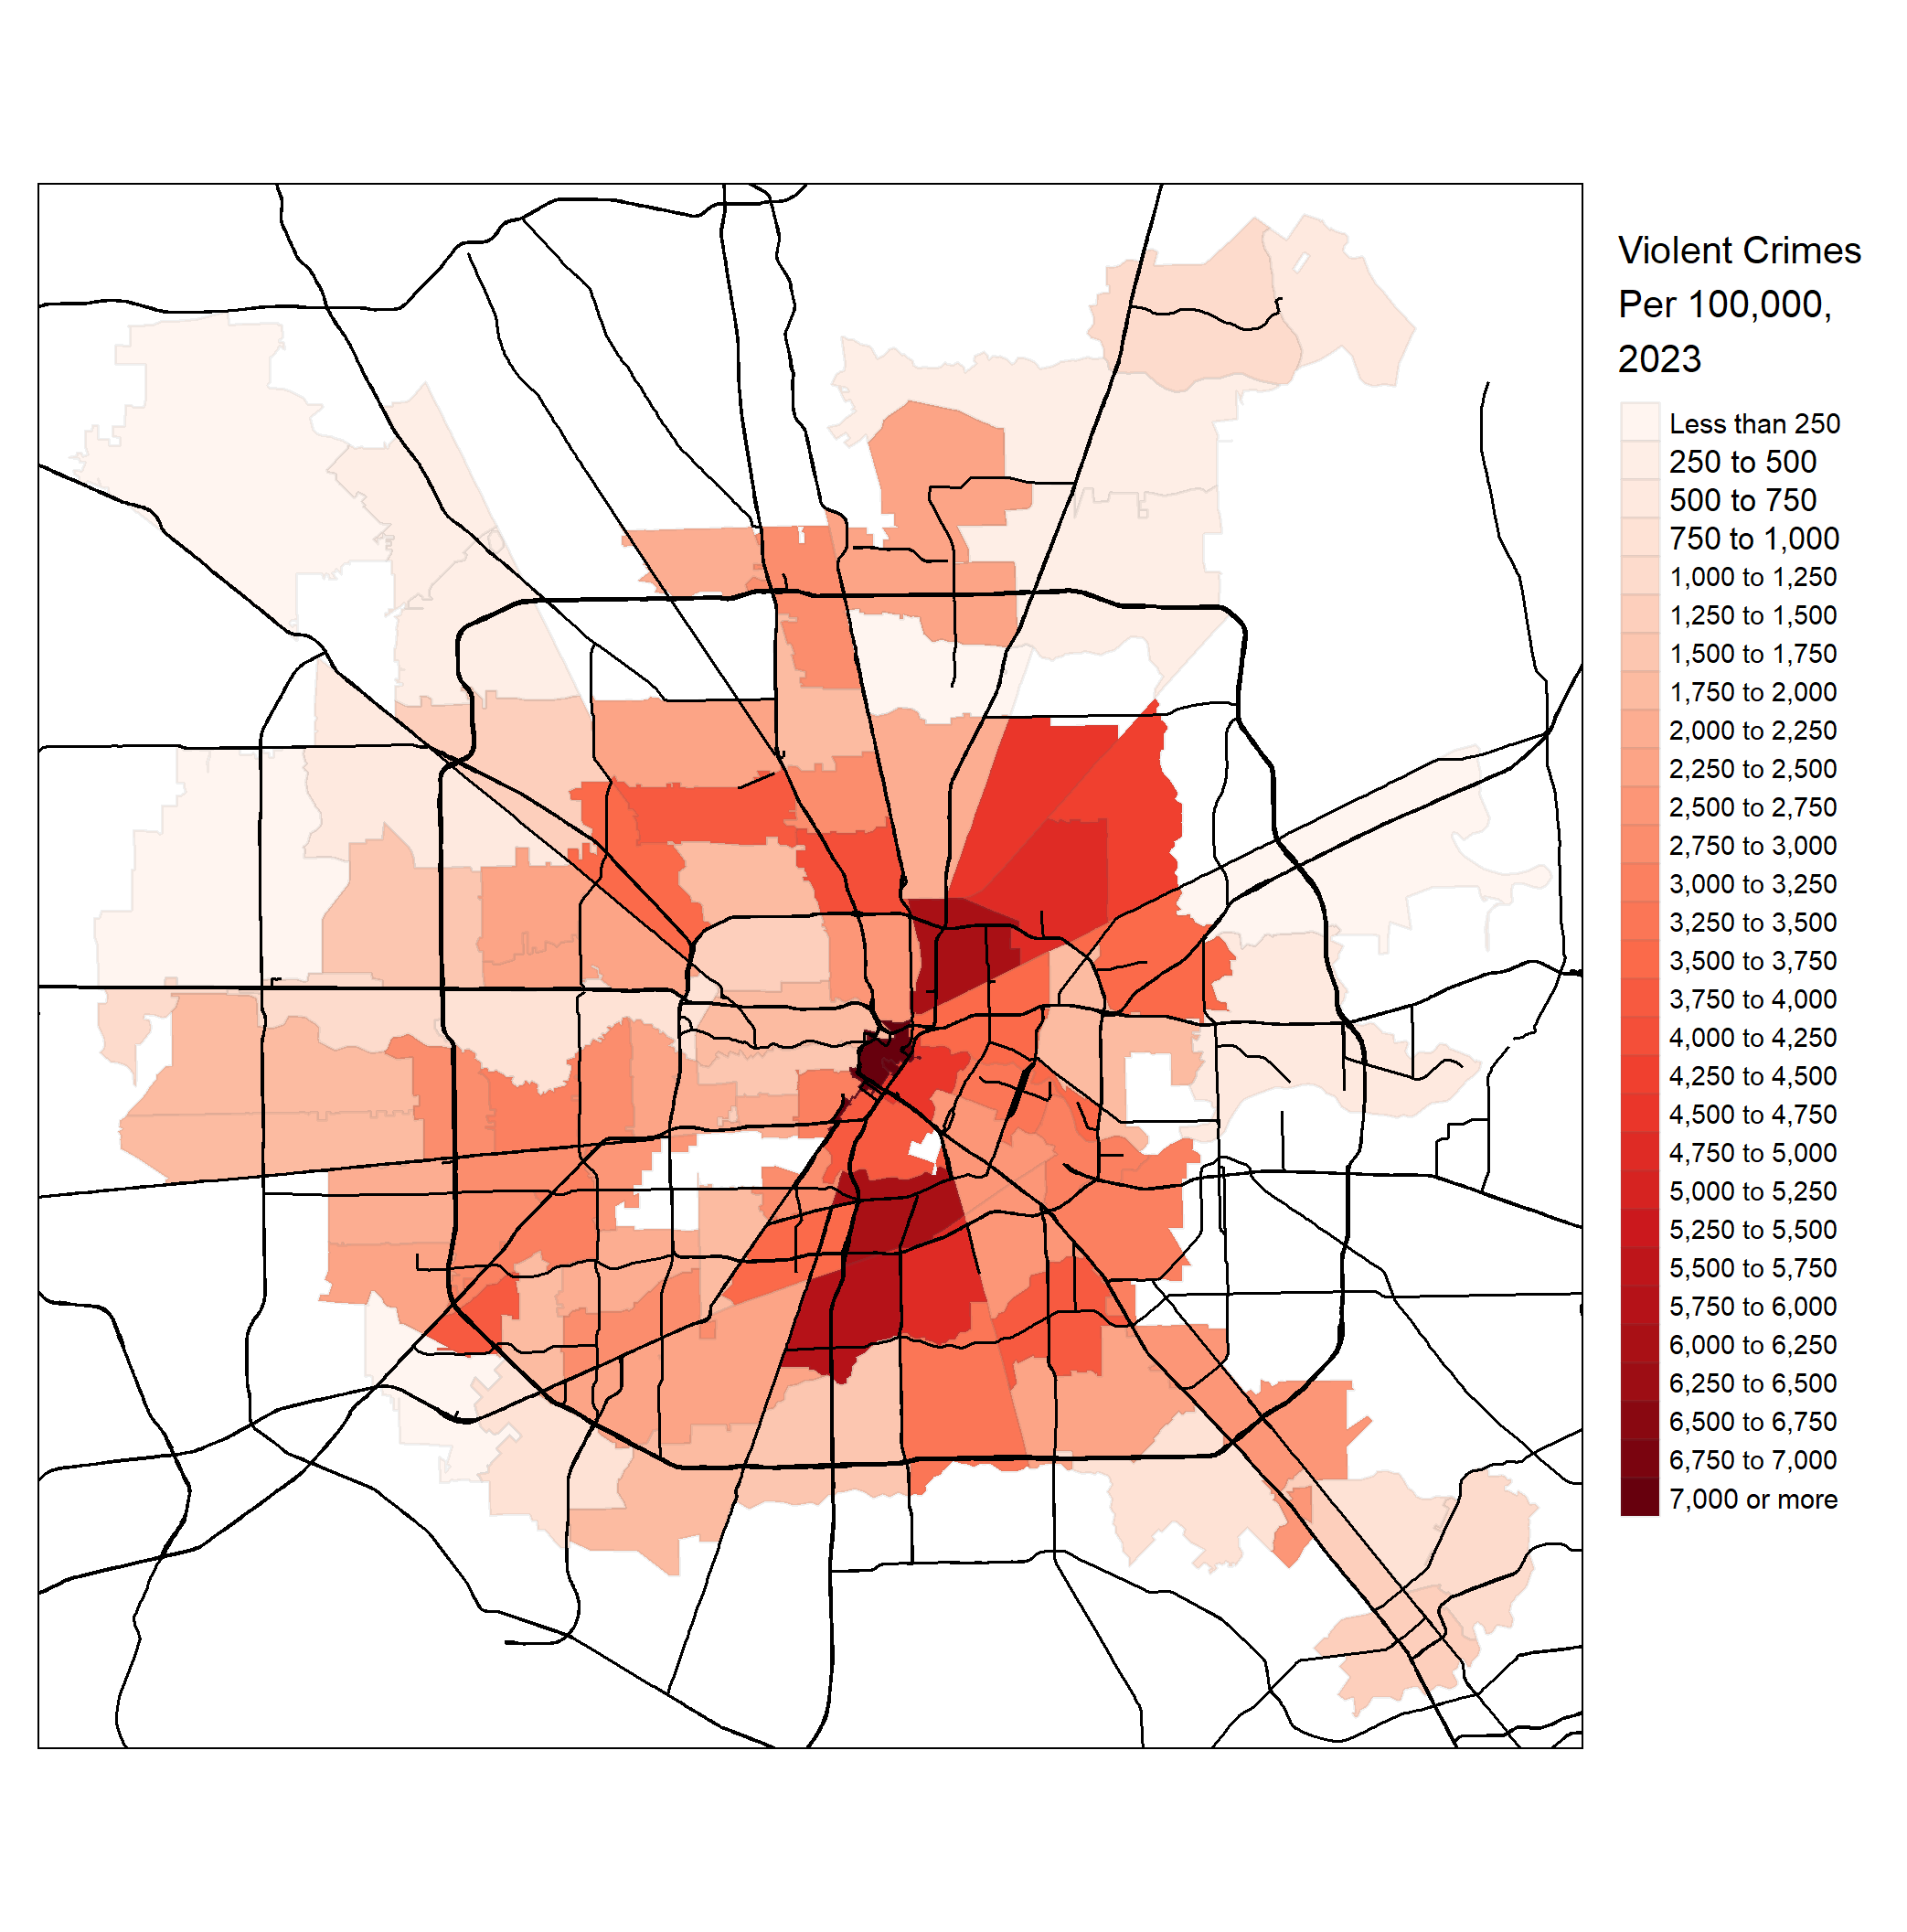 Violent Crimes
Per 100,000,
2023
Less than 250
250 to 500
500 to 750
750 to 1,000
1,000 to 1,250
1,250 to 1,500
1,500 to 1,750
1,750 to 2,000
2,000 to 2,250
2,250 to 2,500
2,500 to 2,750
2,750 to 3,000
3,000 to 3,250
3,250 to 3,500
3,500 to 3,750
3,750 to 4,000
4,000 to 4,250
4,250 to 4,500
4,500 to 4,750
4,750 to 5,000
5,000 to 5,250
5,250 to 5,500
5,500 to 5,750
5,750 to 6,000
6,000 to 6,250
6,250 to 6,500
6,500 to 6,750
6,750 to 7,000
7,000 or more